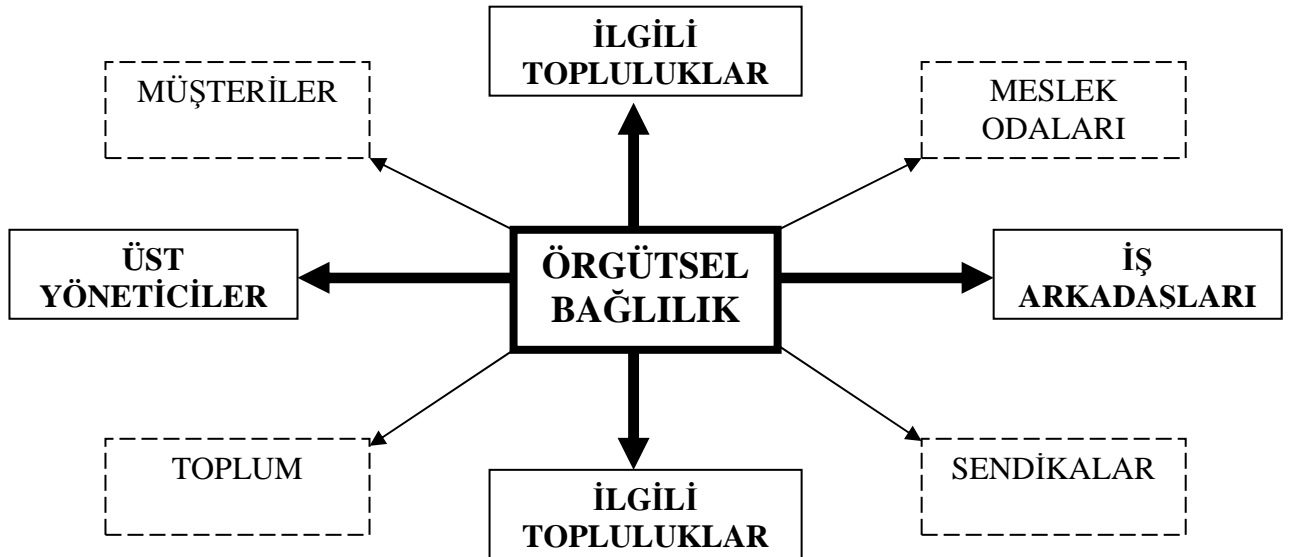 İLGİLİ
TOPLULUKLAR
MÜŞTERİLER
MESLEK
ODALARI
ÜST
YÖNETİCİLER
ÖRGÜTSEL
BAĞLILIK
İŞ
ARKADAŞLARI
TOPLUM
SENDİKALAR
İLGİLİ
TOPLULUKLAR